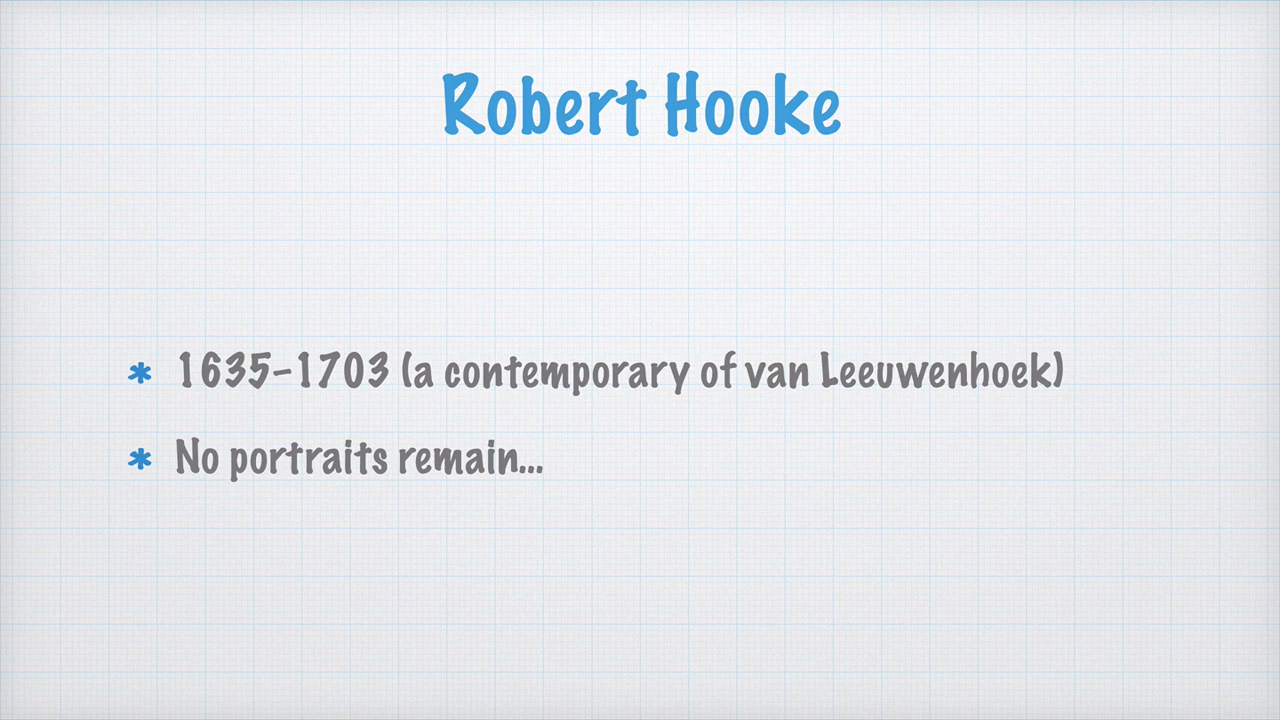 Robert Hooke
* 1635-1703 (a contemporary of van Leeuwenhoek)
* No portraits remain...